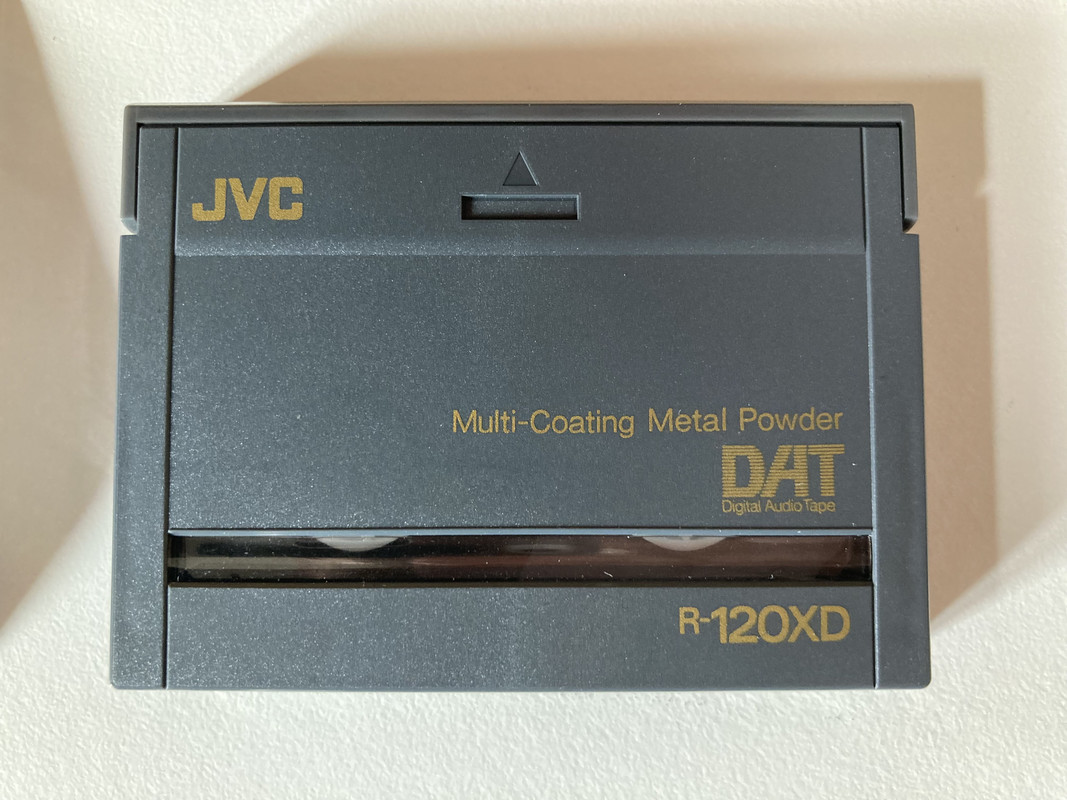 JVC
Multi-Coating Metal Powder
DAT
Digital Audio Tape
R-120XD